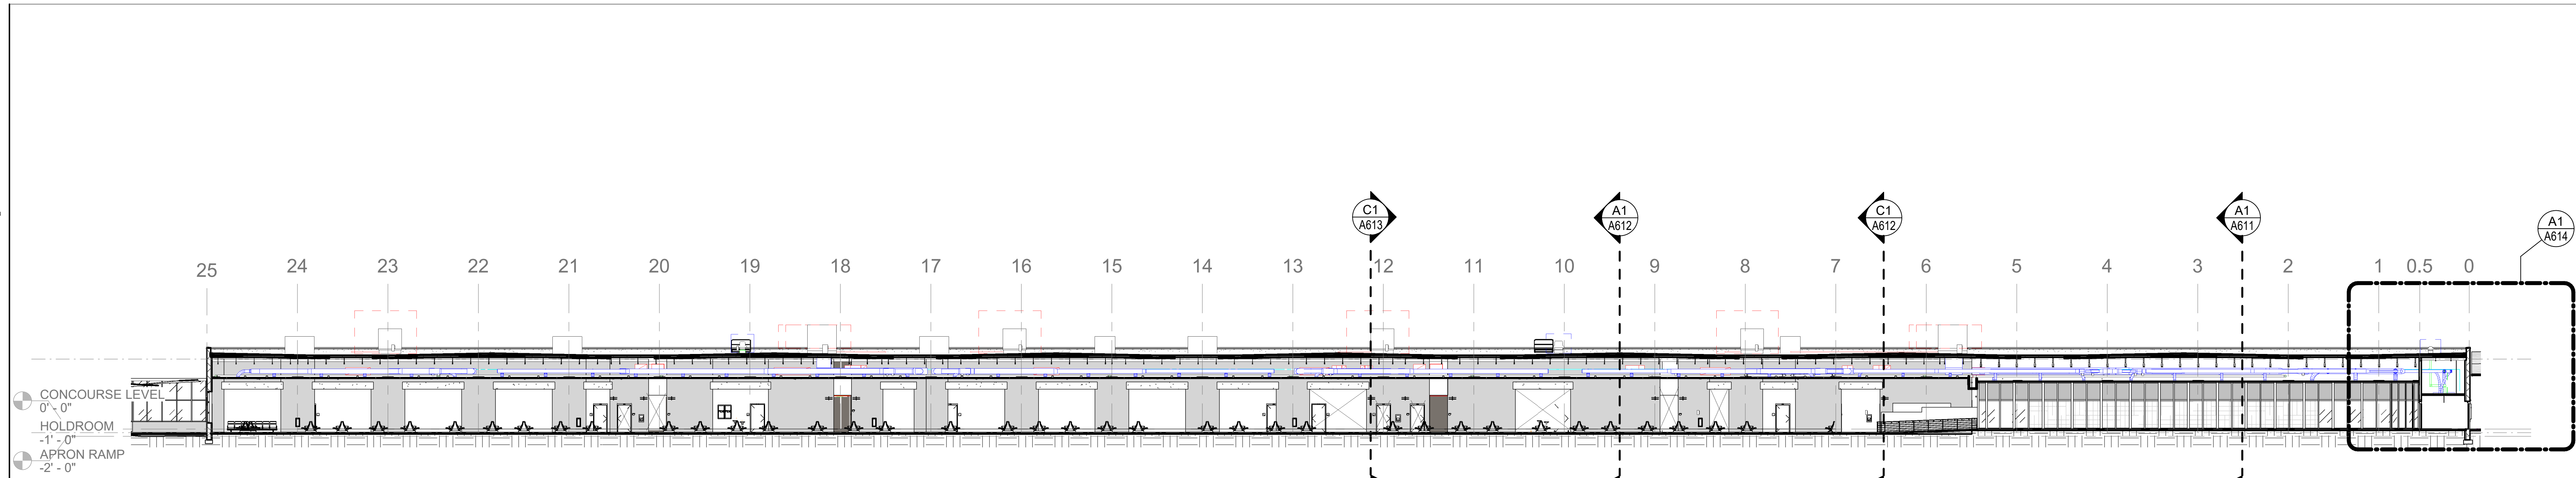 C1
A613
A1
A612
C1
A612
A1
A611
A1
A614
25 24 23 22 21 20 19 18 17 16 15 14 13 12 11 10 9 8 7 6 5 4 3 2 1 0.5 0
CONCOURSE LEVEL
0' - 0"
HOLDROOM
-1' - 0"
APRON RAMP
-2' - 0"